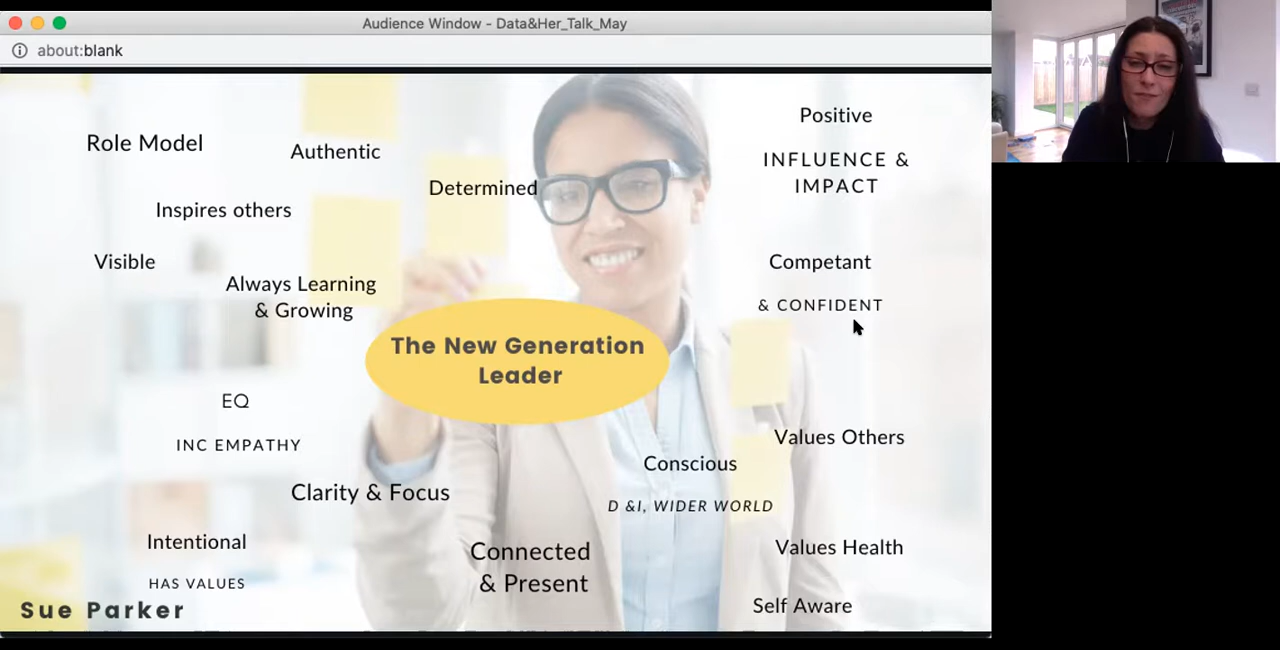 Audience Window - Data&Her_Talk_May
about:blank
Role Model
Authentic
Determined
Positive
INFLUENCE &
IMPACT
Inspires others
Visible
Always Learning
& Growing
Competant
& CONFIDENT
The New Generation
Leader
EQ
INC EMPATHY
Clarity & Focus
Conscious
D &I, WIDER WORLD
Values Others
Intentional
HAS VALUES
Connected
& Present
Values Health
Self Aware
Sue Parker